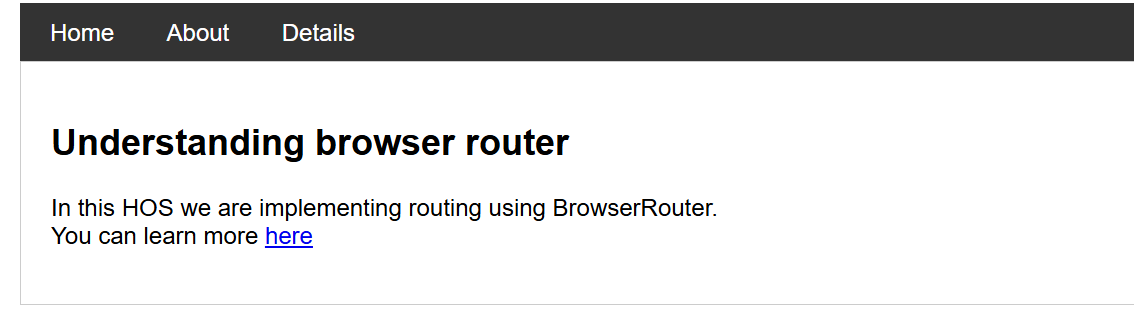 Home About Details
Understanding browser router
In this HOS we are implementing routing using BrowserRouter.
You can learn more here